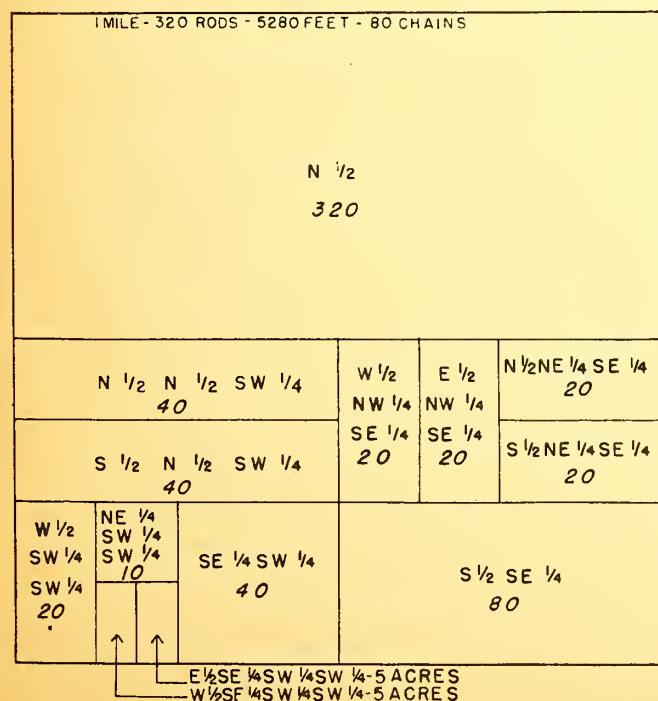 1 MILE - 320 RODS - 5280 FEET - 80 CHAINS
N 1/2
320
N 1/2 N 1/2 SW 1/4
40
S 1/2 N 1/2 SW 1/4
40
W 1/2
NW 1/4
SE 1/4
20
E 1/2
NW 1/4
SE 1/4
20
N 1/2 NE 1/4 SE 1/4
20
S 1/2 NE 1/4 SE 1/4
20
W 1/2
SW 1/4
SW 1/4
20
NE 1/4
SW 1/4
SW 1/4
10
SE 1/4 SW 1/4
40
S 1/2 SE 1/4
80
E 1/2 SE 1/4 SW 1/4 SW 1/4 - 5 ACRES
W 1/2 SE 1/4 SW 1/4 SW 1/4 - 5 ACRES